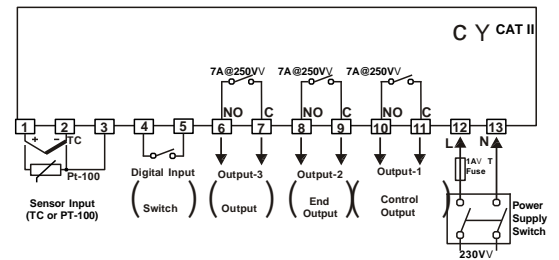 C Y CAT II
7A@250VV 7A@250VV 7A@250VV
NO C NO C NO C
1 2 3 4 5 6 7 8 9 10 11 12 13
+ − TC
L N
Pt-100
1AV T
Fuse
Sensor Input
(TC or PT-100)
Digital Input
(Switch)
Output-3
(Output)
Output-2
(End
Output)
Output-1
(Control
Output)
Power
Supply
Switch
230VV